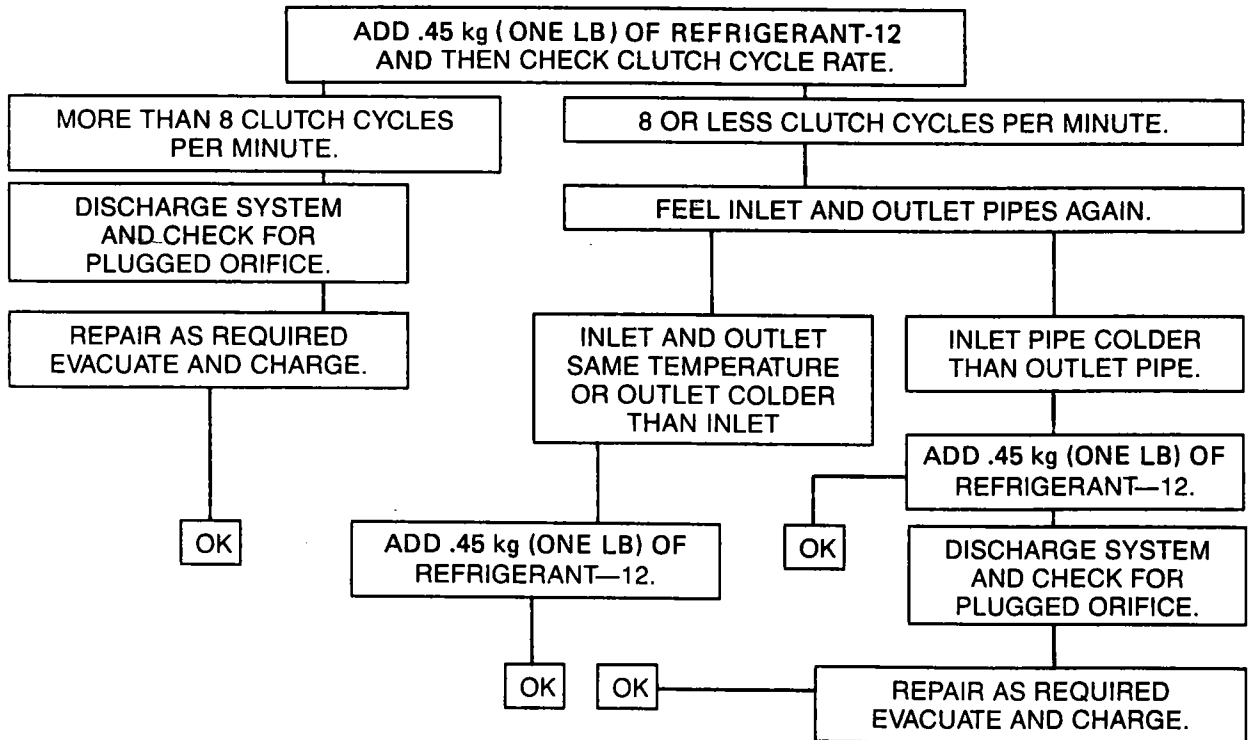 ADD .45 kg (ONE LB) OF REFRIGERANT-12
AND THEN CHECK CLUTCH CYCLE RATE.
MORE THAN 8 CLUTCH CYCLES
PER MINUTE.
8 OR LESS CLUTCH CYCLES PER MINUTE.
DISCHARGE SYSTEM
AND CHECK FOR
PLUGGED ORIFICE.
FEEL INLET AND OUTLET PIPES AGAIN.
REPAIR AS REQUIRED
EVACUATE AND CHARGE.
INLET AND OUTLET
SAME TEMPERATURE
OR OUTLET COLDER
THAN INLET
INLET PIPE COLDER
THAN OUTLET PIPE.
ADD .45 kg (ONE LB) OF
REFRIGERANT—12.
OK
ADD .45 kg (ONE LB) OF
REFRIGERANT—12.
OK
DISCHARGE SYSTEM
AND CHECK FOR
PLUGGED ORIFICE.
OK
OK
REPAIR AS REQUIRED
EVACUATE AND CHARGE.